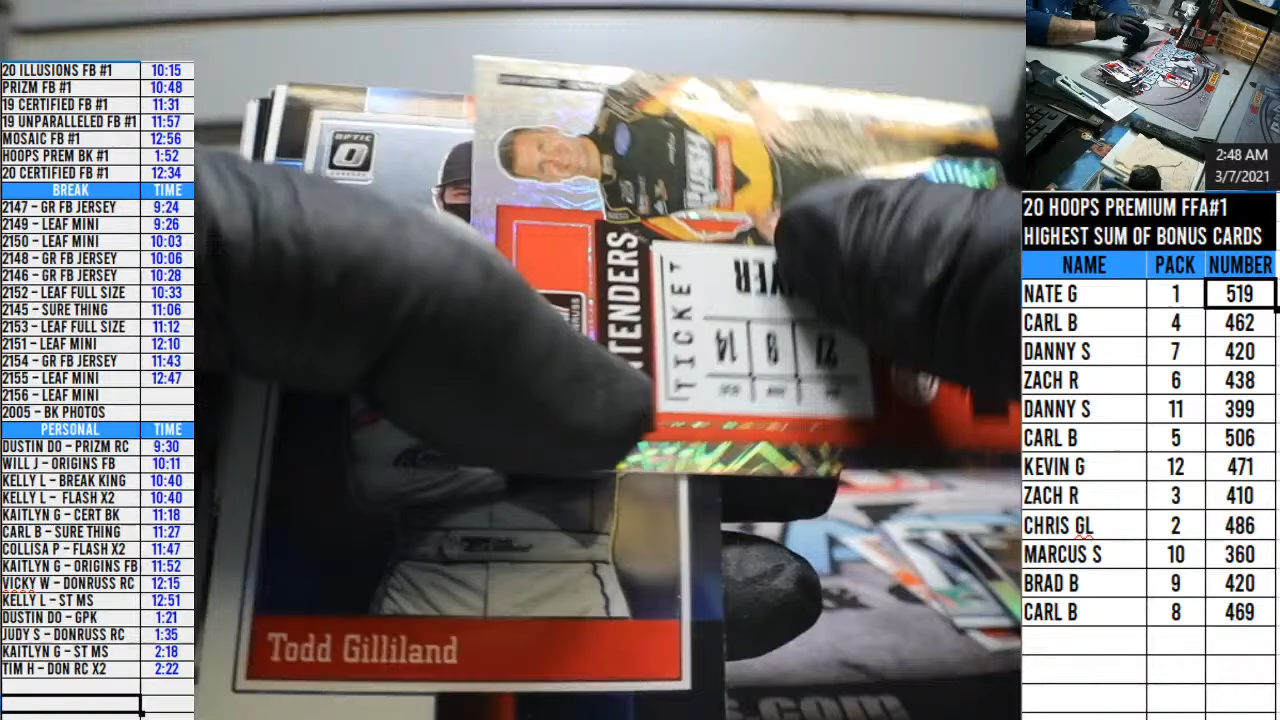 20 ILLUSIONS FB #1 10:15
PRIZM FB #1 10:48
19 CERTIFIED FB #1 11:31
19 UNPARALLELED FB #1 11:57
MOSAIC FB #1 12:56
HOOPS PREM BK #1 1:52
20 CERTIFIED FB #1 12:34
BREAK TIME
2147 – GR FB JERSEY 9:24
2149 – LEAF MINI 9:26
2150 – LEAF MINI 10:03
2148 – GR FB JERSEY 10:06
2146 – GR FB JERSEY 10:28
2152 – LEAF FULL SIZE 10:33
2145 – SURE THING 11:06
2153 – LEAF FULL SIZE 11:12
2151 – LEAF MINI 12:10
2154 – GR FB JERSEY 11:43
2155 – LEAF MINI 12:47
2156 – LEAF MINI
2005 – BK PHOTOS
PERSONAL TIME
DUSTIN DO – PRIZM RC 9:30
WILL J – ORIGINS FB 10:11
KELLY L – BREAK KING 10:40
KELLY L – FLASH X2 10:40
KAITLYN G – CERT BK 11:18
CARL B – SURE THING 11:27
COLLISA P – FLASH X2 11:47
KAITLYN G – ORIGINS FB 11:52
VICKY W – DONRUSS RC 12:15
KELLY L – ST MS 12:51
DUSTIN DO – GPK 1:21
JUDY S – DONRUSS RC 1:35
KAITLYN G – ST MS 2:18
TIM H – DON RC X2 2:22
OPTIC
RUSH
TENDERS
TICKET
14 8
Todd Gilliland
.com
2:48 AM
3/7/2021
20 HOOPS PREMIUM FFA#1
HIGHEST SUM OF BONUS CARDS
NAME PACK NUMBER
NATE G 1 519
CARL B 4 462
DANNY S 7 420
ZACH R 6 438
DANNY S 11 399
CARL B 5 506
KEVIN G 12 471
ZACH R 3 410
CHRIS GL 2 486
MARCUS S 10 360
BRAD B 9 420
CARL B 8 469